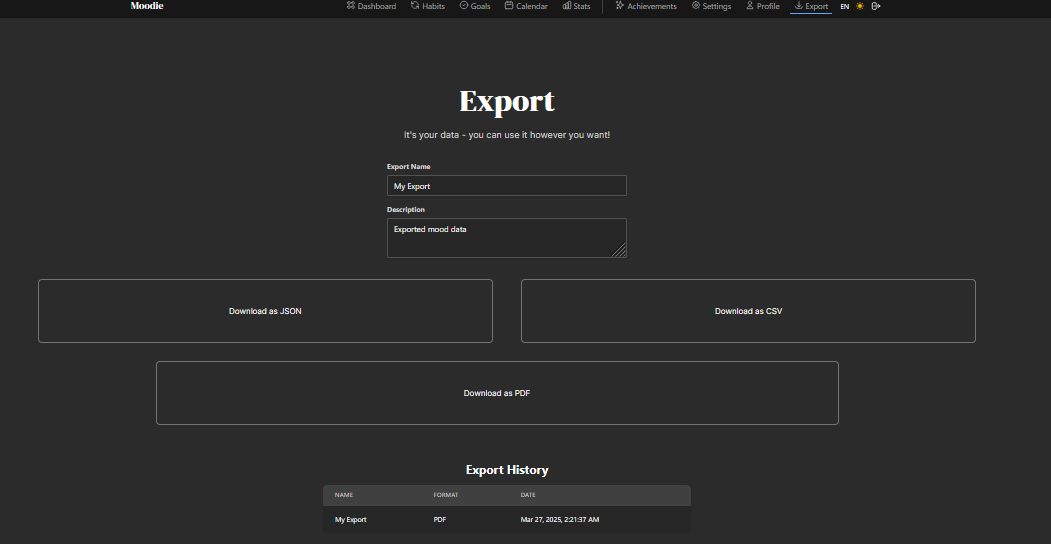 Moodie Dashboard Habits Goals Calendar Stats Achievements Settings Profile Export EN
Export
It's your data - you can use it however you want!
Export Name
My Export
Description
Exported mood data
Download as JSON Download as CSV
Download as PDF
Export History
NAME FORMAT DATE
My Export PDF Mar 27, 2025, 2:21:37 AM